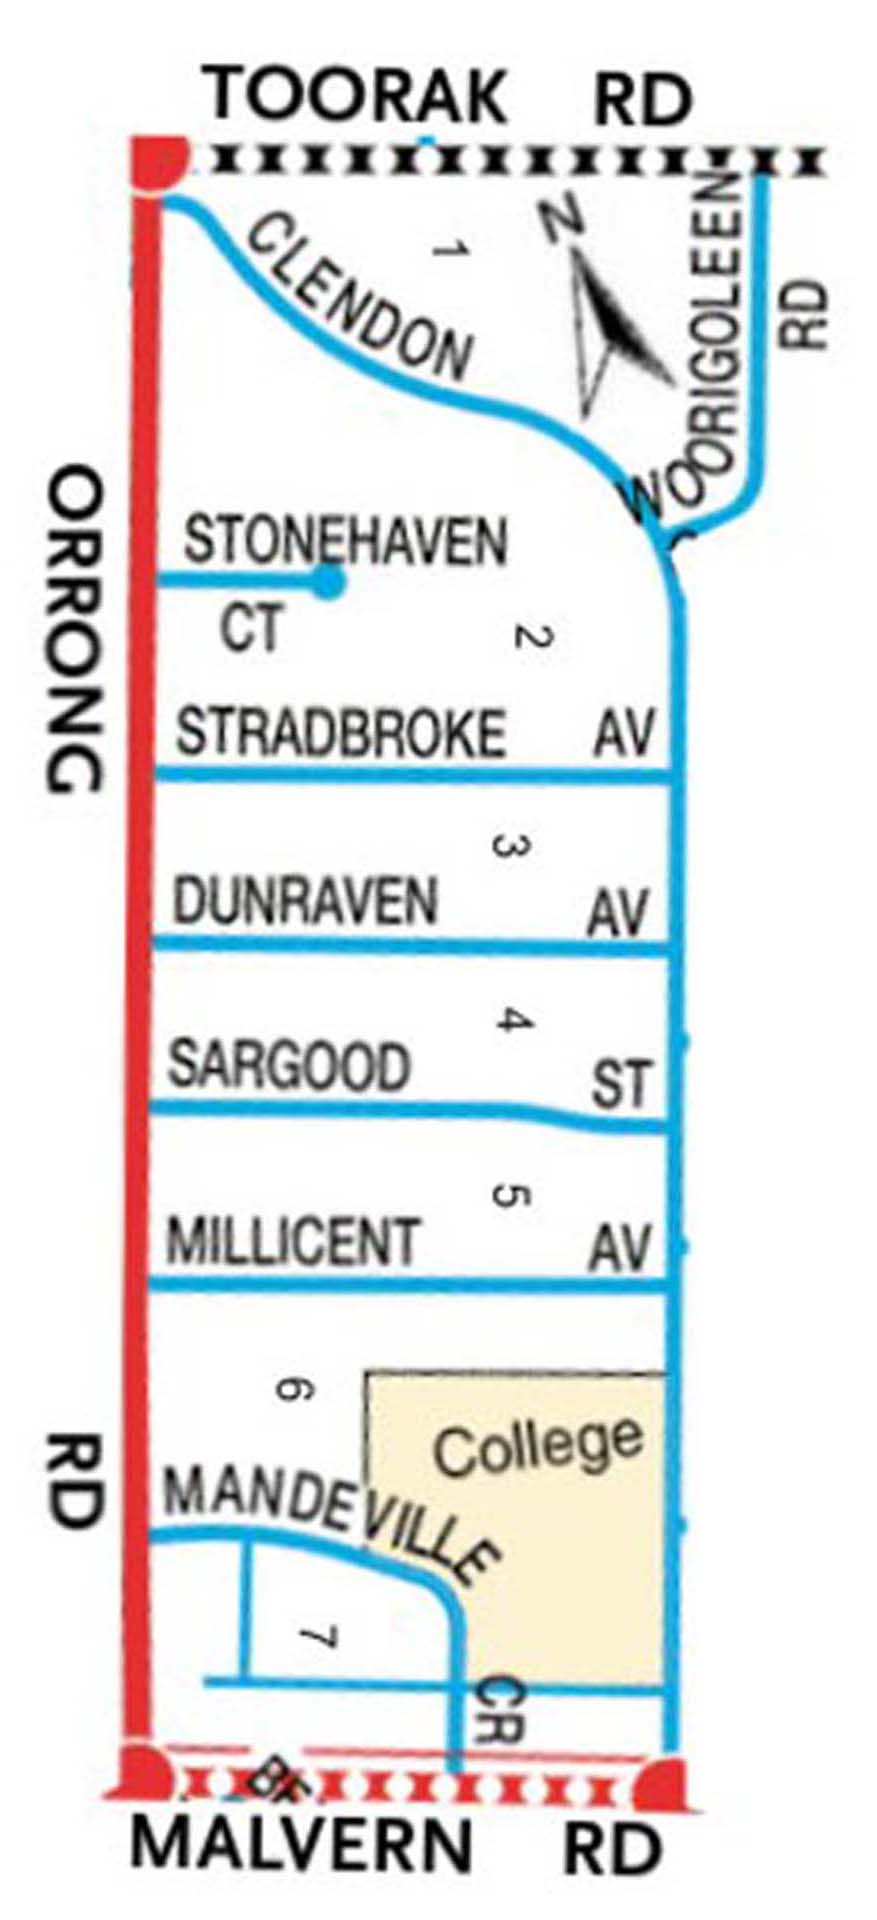 TOORAK RD
N
1
CLENDON
WOORIGOLEEN
RD
ORRONG
STONEHAVEN
CT
2
STRADBROKE AV
3
DUNRAVEN AV
4
SARGOOD ST
5
MILLICENT AV
6
College
RD
MANDEVILLE
7
CR
MALVERN RD